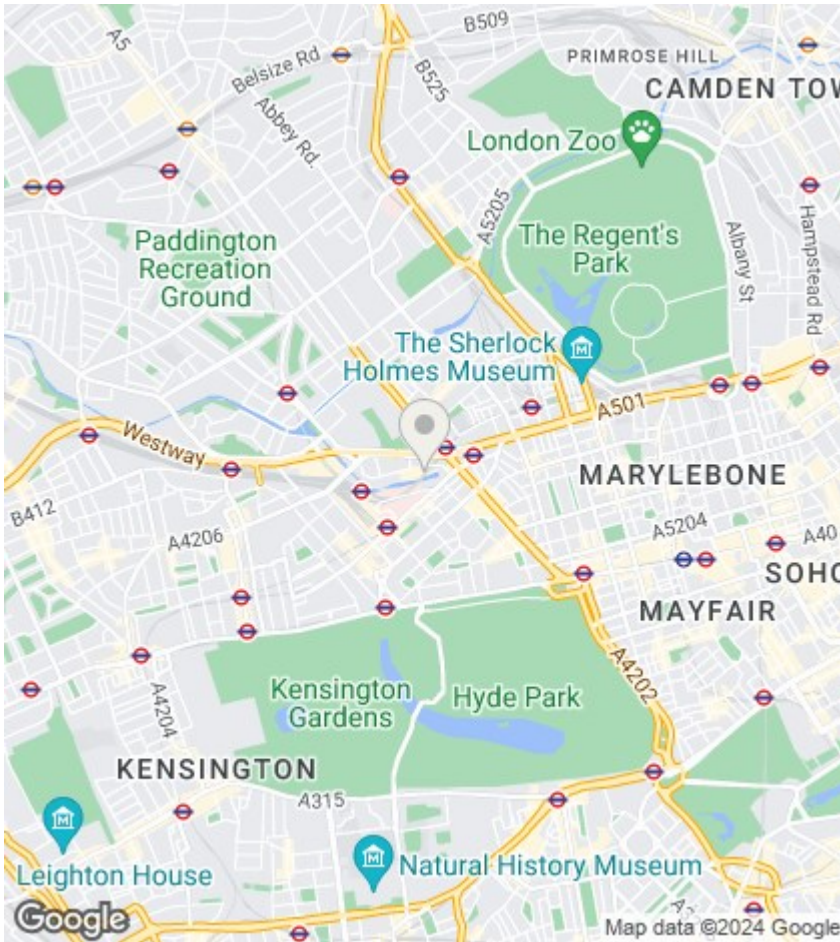 A5
B509
Belsize Rd
B525
PRIMROSE HILL
CAMDEN TOW
Abbey Rd.
London Zoo
A5205
Albany St
Hampstead Rd
Paddington
Recreation
Ground
The Regent's
Park
The Sherlock
Holmes Museum
A501
Westway
MARYLEBONE
B412
A4206
A5204
A40
SOHO
MAYFAIR
A4202
A4204
Kensington
Gardens
Hyde Park
KENSINGTON
A315
Leighton House
Natural History Museum
Google
Map data ©2024 Google